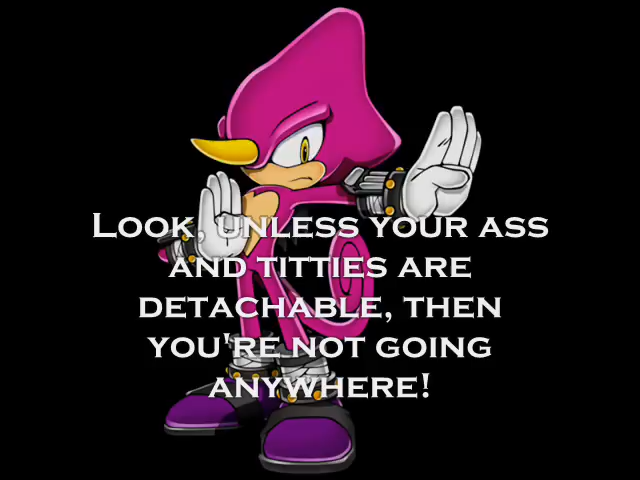 Look, unless your ass
and titties are
detachable, then
you're not going
anywhere!